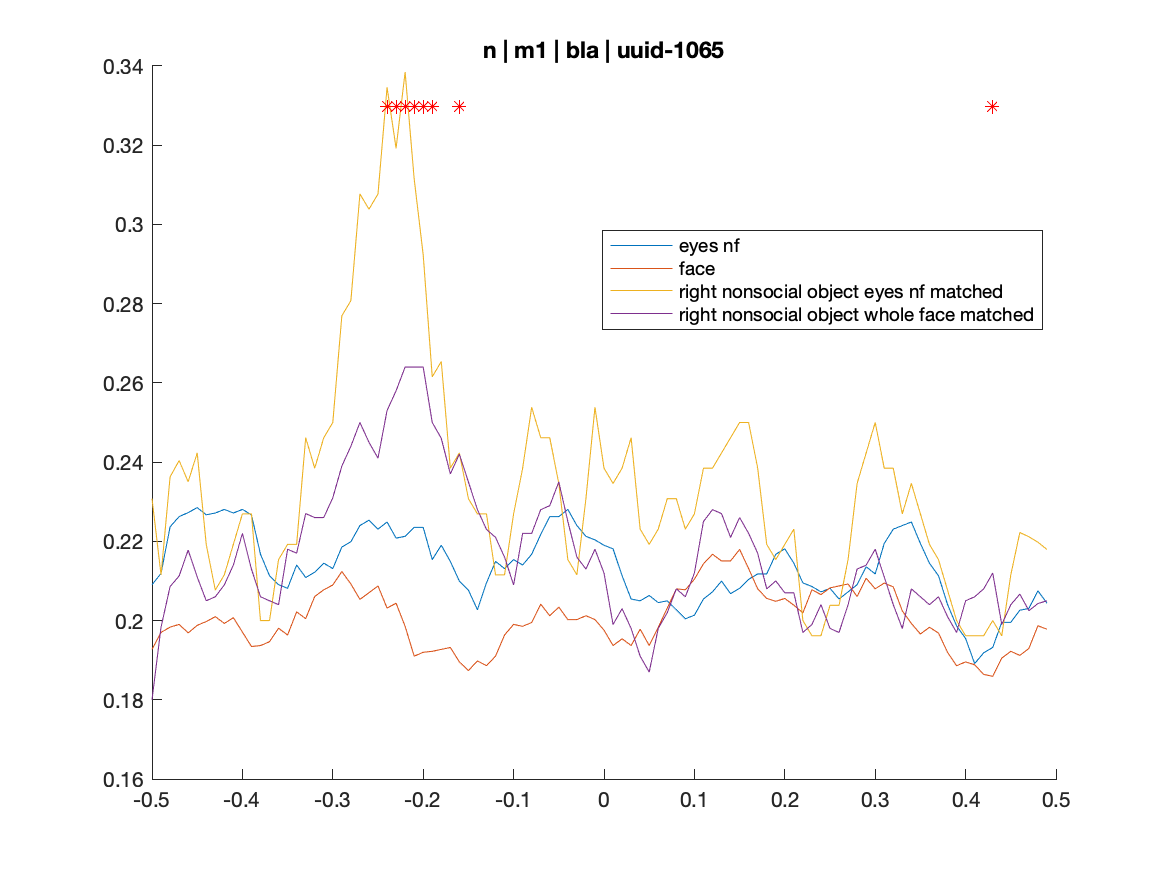 n | m1 | bla | uuid-1065
0.34
0.32
0.3
0.28
0.26
0.24
0.22
0.2
0.18
0.16
eyes nf
face
right nonsocial object eyes nf matched
right nonsocial object whole face matched
-0.5 -0.4 -0.3 -0.2 -0.1 0 0.1 0.2 0.3 0.4 0.5